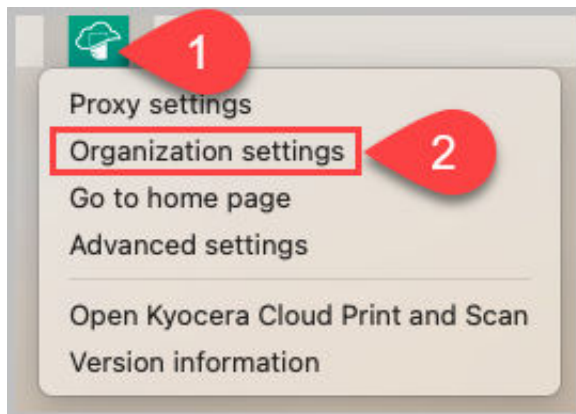 1
Proxy settings
Organization settings
2
Go to home page
Advanced settings
Open Kyocera Cloud Print and Scan
Version information